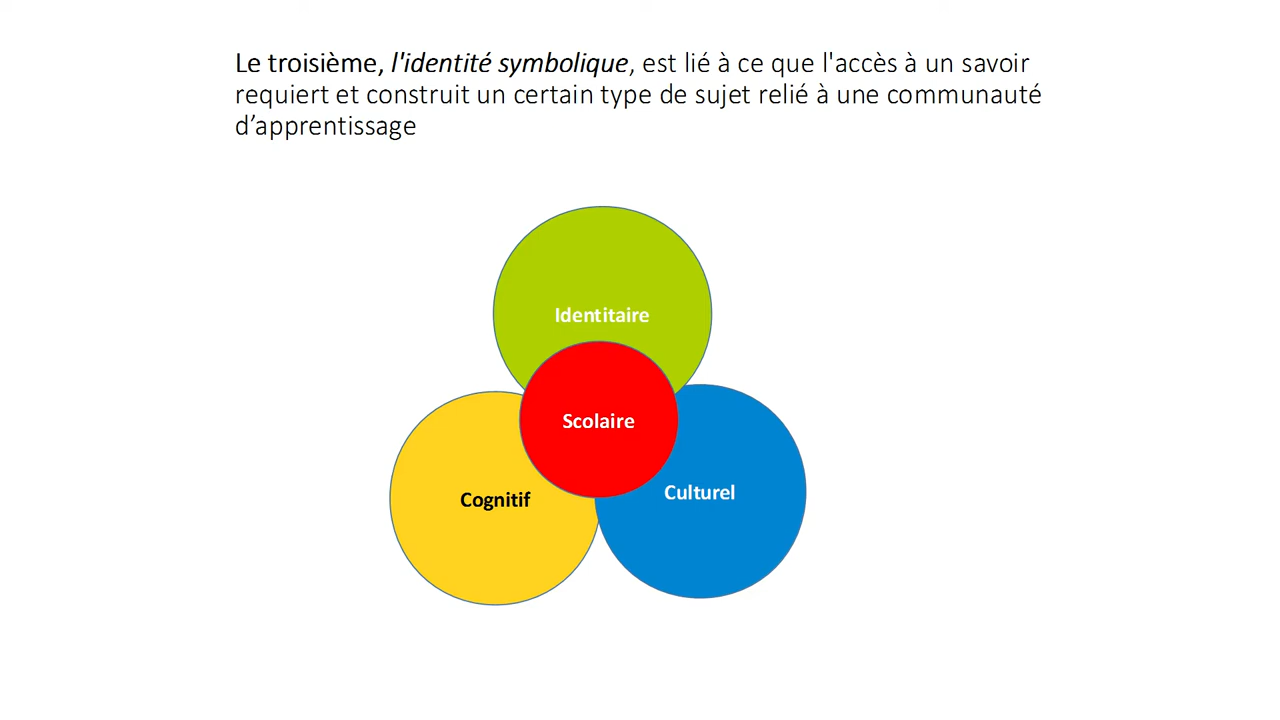 Le troisième, l'identité symbolique, est lié à ce que l'accès à un savoir
requiert et construit un certain type de sujet relié à une communauté
d’apprentissage
Identitaire
Scolaire
Cognitif
Culturel